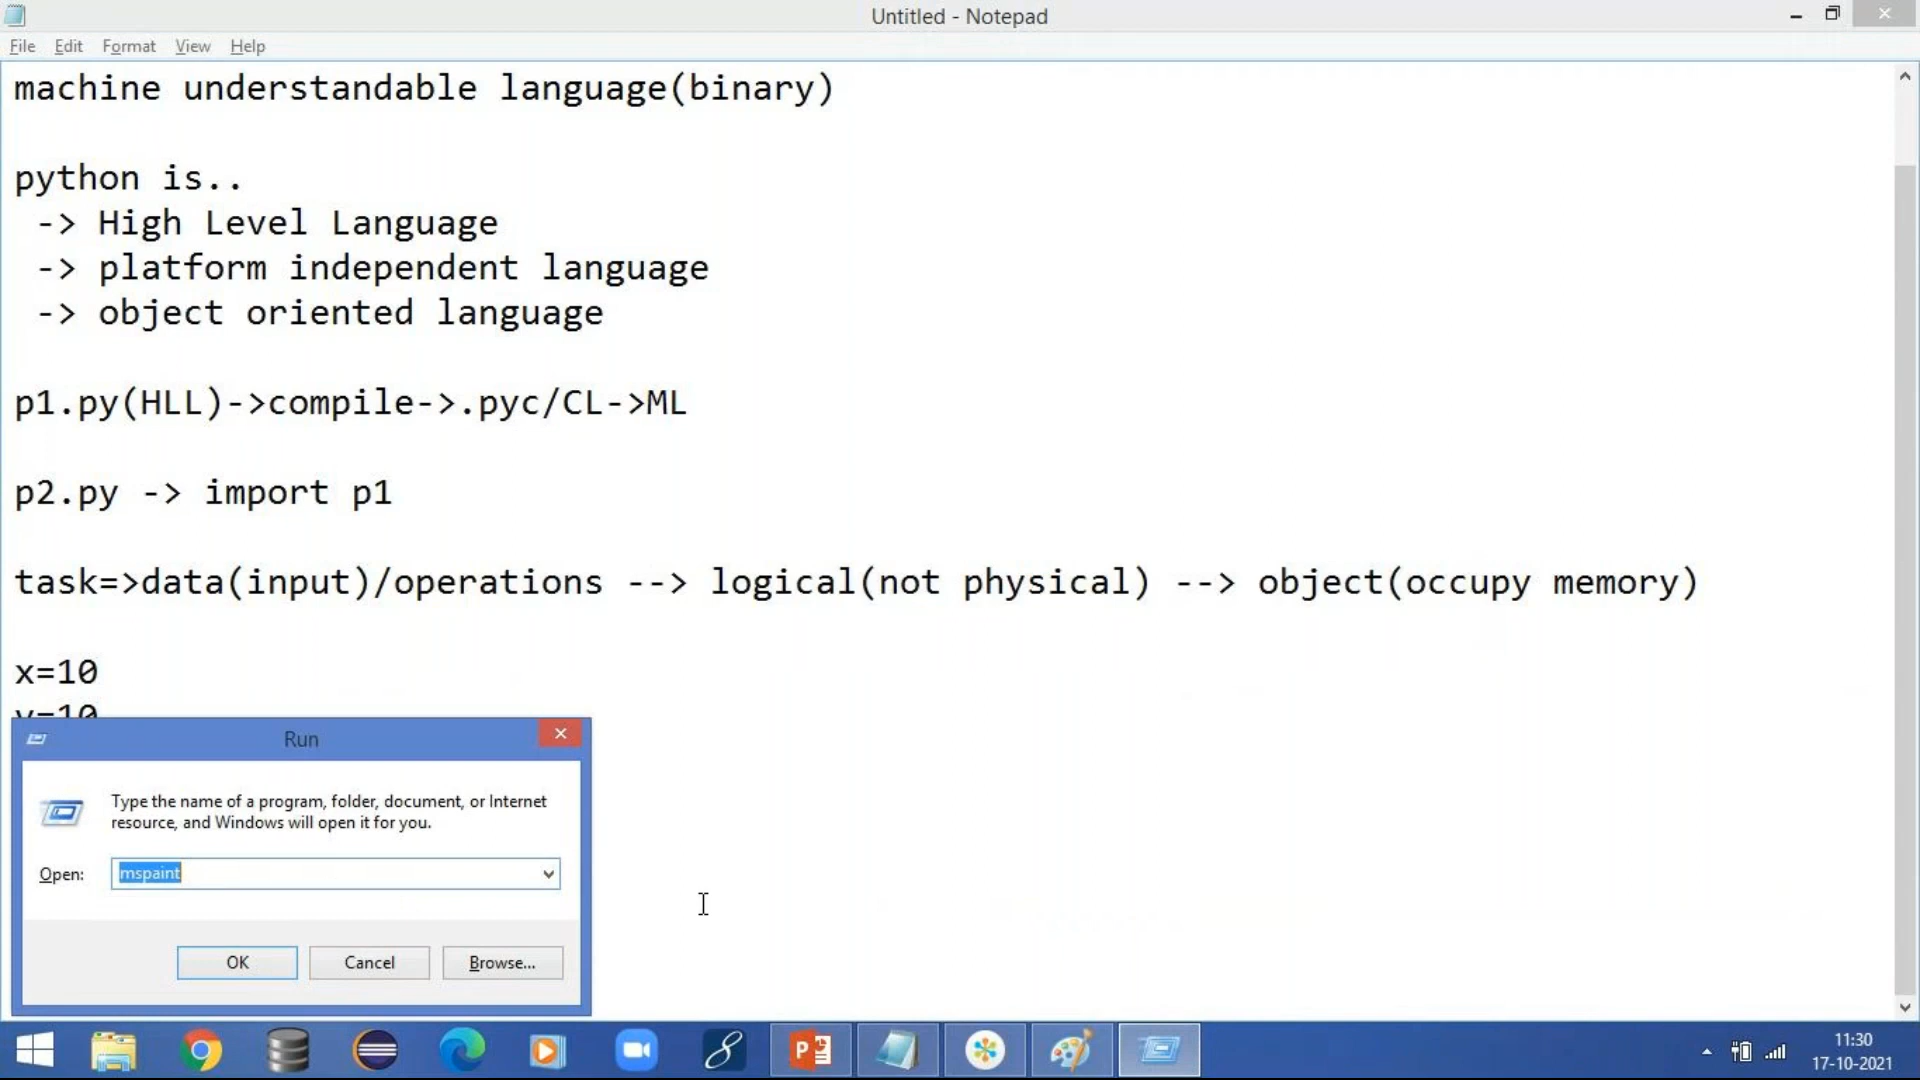 Untitled - Notepad
File Edit Format View Help
machine understandable language(binary)
python is..
-> High Level Language
-> platform independent language
-> object oriented language
p1.py(HLL)->compile->.pyc/CL->ML
p2.py -> import p1
task=>data(input)/operations --> logical(not physical) --> object(occupy memory)
x=10
y=10
Run
Type the name of a program, folder, document, or Internet
resource, and Windows will open it for you.
Open: mspaint
OK Cancel Browse...
11:30
17-10-2021